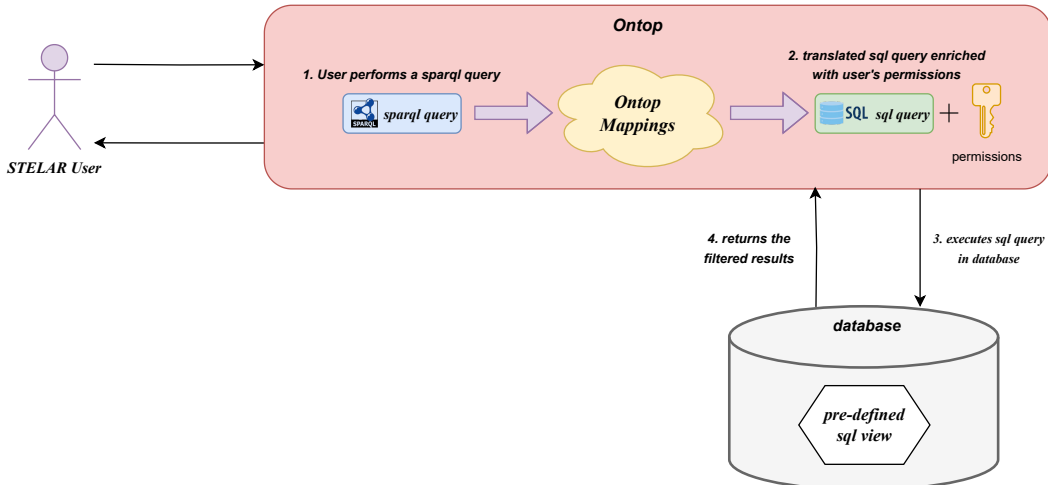 Ontop
1. User performs a sparql query
2. translated sql query enriched
with user's permissions
SPARQL
sparql query
Ontop
Mappings
SQL
sql query
+
permissions
STELAR User
4. returns the
filtered results
3. executes sql query
in database
database
pre-defined
sql view